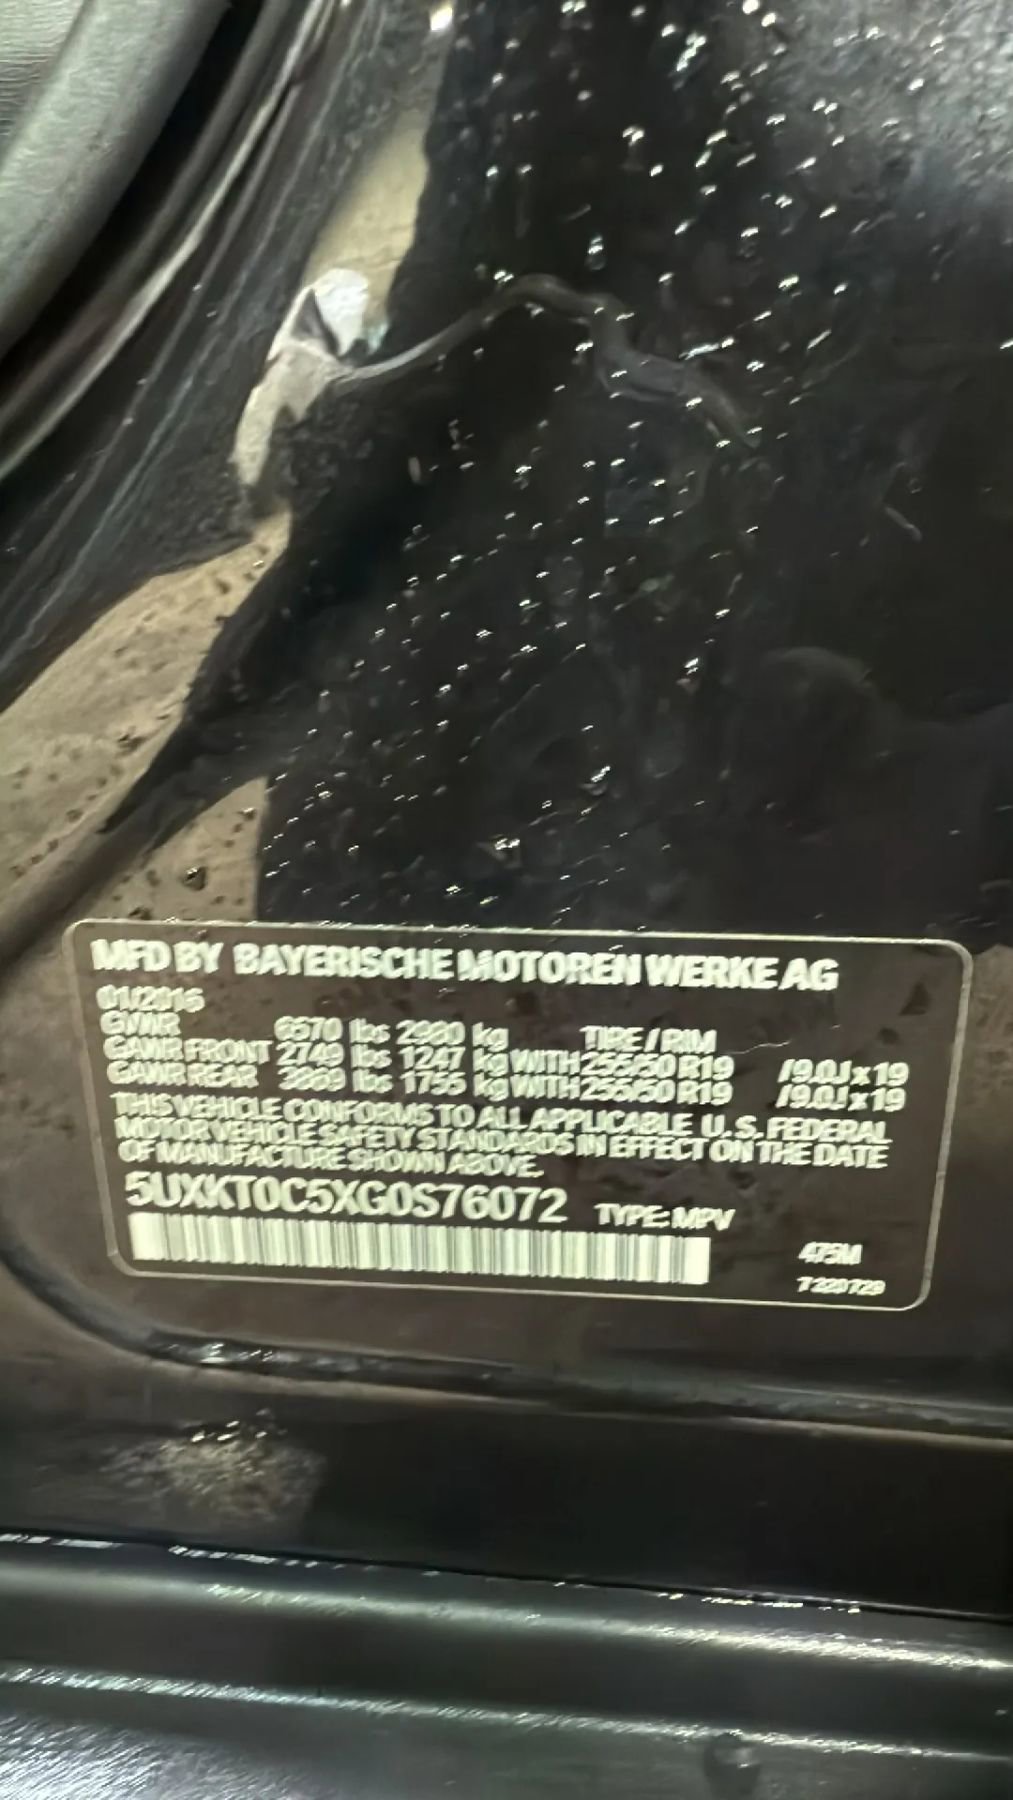 MFD BY BAYERISCHE MOTOREN WERKE AG
01/2016
GVWR 6570 lbs 2980 kg TIRE / RIM
GAWR FRONT 2749 lbs 1247 kg WITH 255/50 R19 /9.0J x 19
GAWR REAR 3869 lbs 1755 kg WITH 255/50 R19 /9.0J x 19
THIS VEHICLE CONFORMS TO ALL APPLICABLE U.S. FEDERAL
MOTOR VEHICLE SAFETY STANDARDS IN EFFECT ON THE DATE
OF MANUFACTURE SHOWN ABOVE.
5UXKT0C5XG0S76072 TYPE: MPV
475M